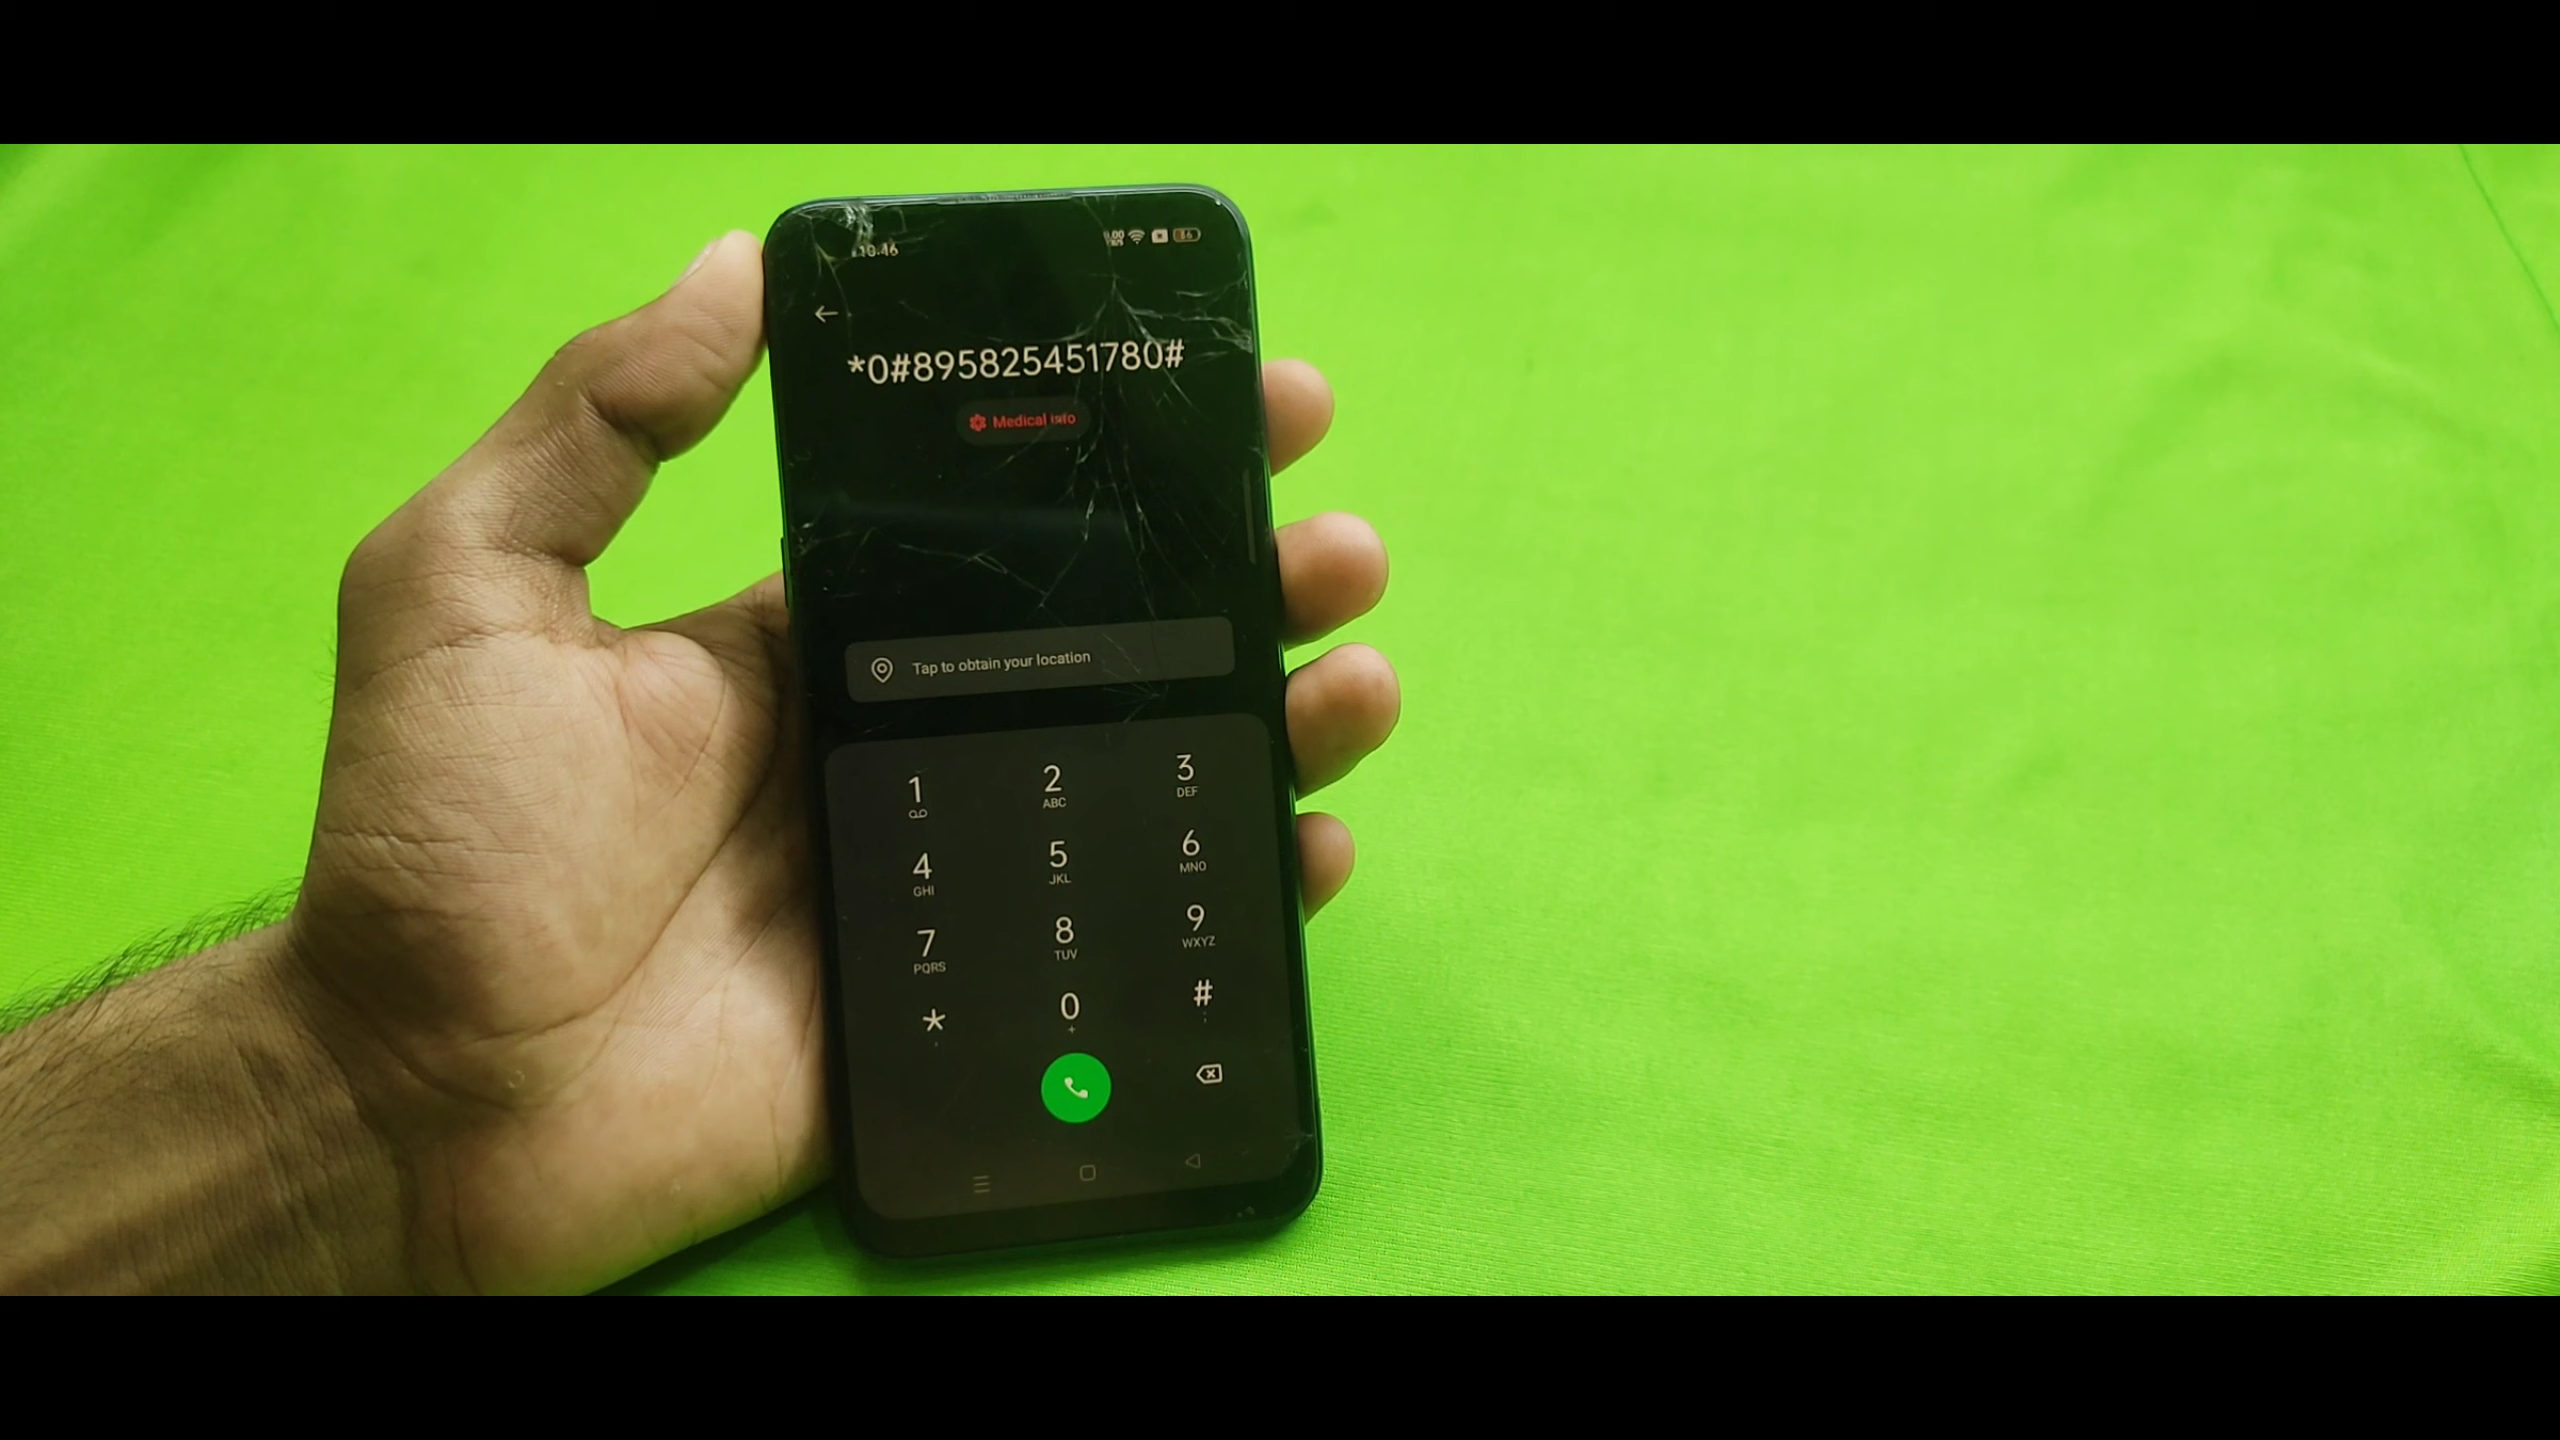 10:46
86
*0#895825451780#
Medical info
Tap to obtain your location
1 2 3
ABC DEF
4 5 6
GHI JKL MNO
7 8 9
PQRS TUV WXYZ
* 0 #
, + ;